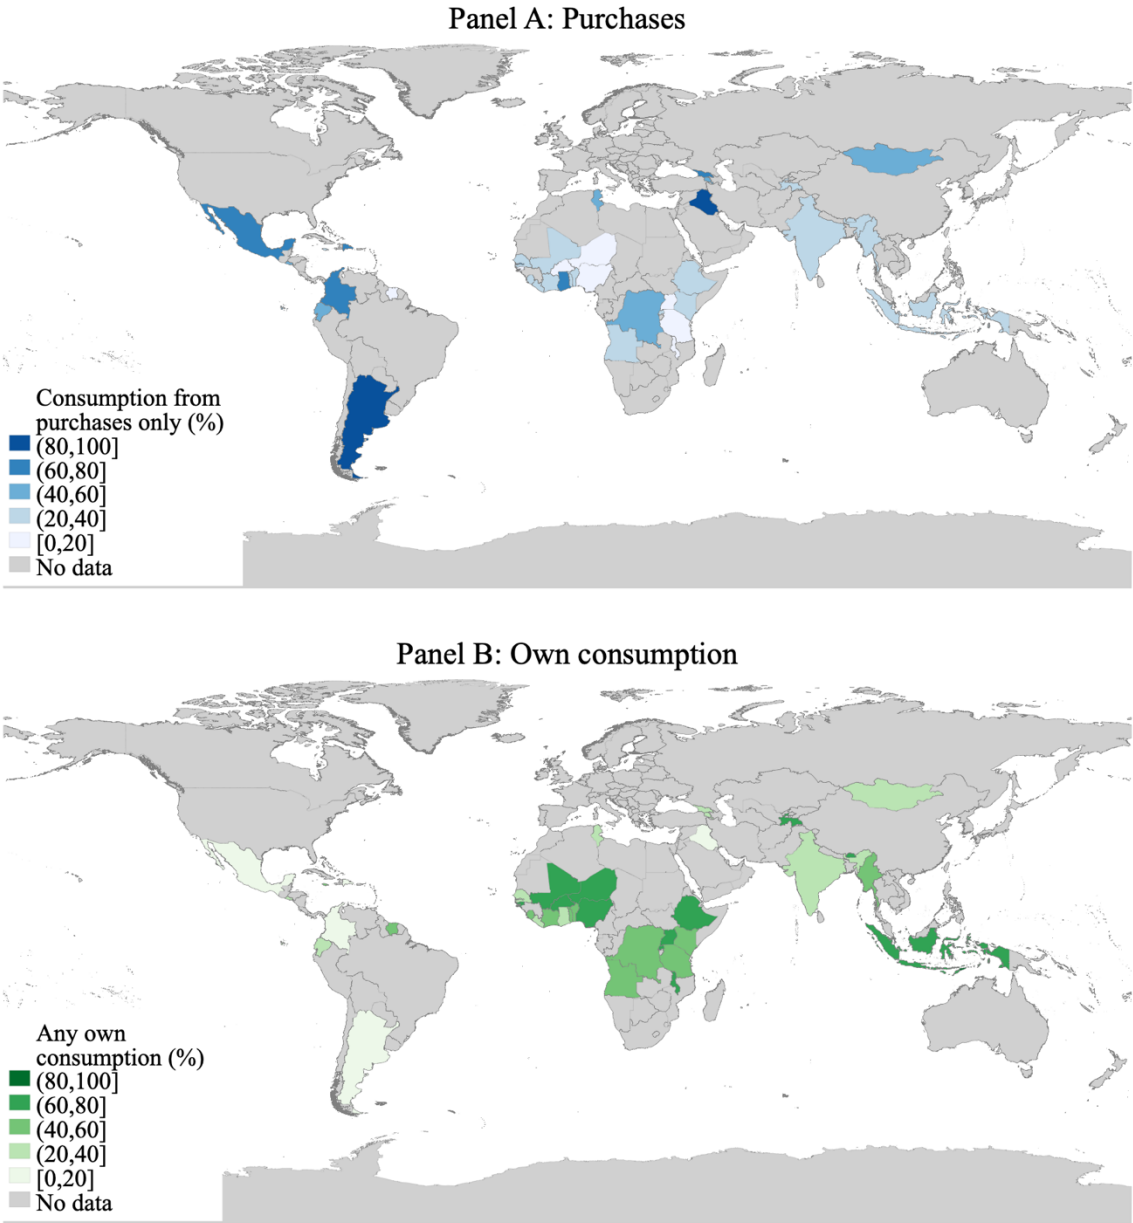 Panel A: Purchases
Consumption from
purchases only (%)
(80,100]
(60,80]
(40,60]
(20,40]
[0,20]
No data
Panel B: Own consumption
Any own
consumption (%)
(80,100]
(60,80]
(40,60]
(20,40]
[0,20]
No data